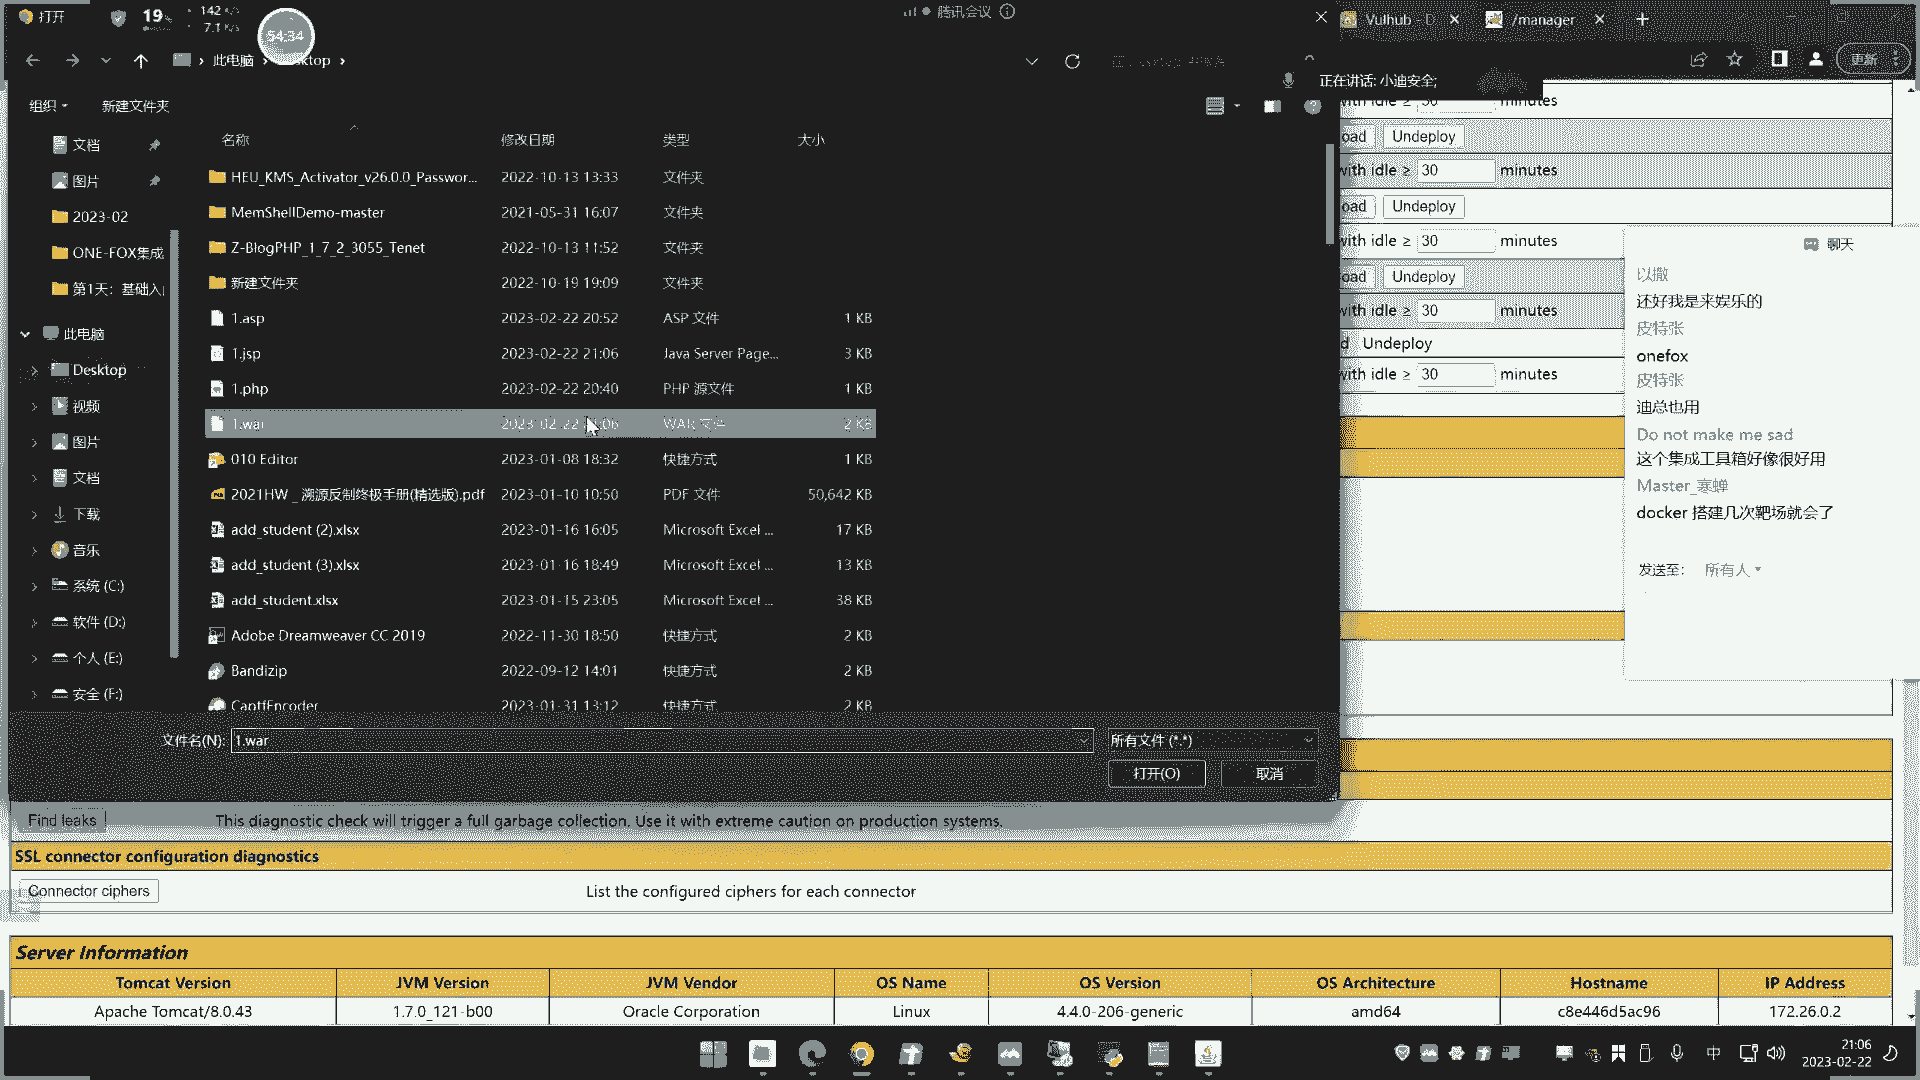 打开
19%
142 K/s
7.1 K/s
54:34
腾讯会议
Vulhub - D
/manager
此电脑
更新
正在讲话: 小迪安全;
组织
新建文件夹
名称 修改日期 类型 大小
文档
图片
2023-02
ONE-FOX集成
此电脑
Desktop
视频
图片
文档
下载
音乐
系统 (C:)
软件 (D:)
个人 (E:)
安全 (F:)
HEU_KMS_Activator_v26.0.0_Passwor... 2022-10-13 13:33 文件夹
MemShellDemo-master 2021-05-31 16:07 文件夹
Z-BlogPHP_1_7_2_3055_Tenet 2022-10-13 11:52 文件夹
新建文件夹 2022-10-19 19:09 文件夹
1.asp 2023-02-22 20:52 ASP 文件 1 KB
1.jsp 2023-02-22 21:06 Java Server Page... 3 KB
1.php 2023-02-22 20:40 PHP 源文件 1 KB
1.war 2023-02-22 WAR 文件 2 KB
010 Editor 2023-01-08 18:32 快捷方式 1 KB
2021HW _ 溯源反制终极手册(精选版).pdf 2023-01-10 10:50 PDF 文件 50,642 KB
add_student (2).xlsx 2023-01-16 16:05 Microsoft Excel ... 17 KB
add_student (3).xlsx 2023-01-16 18:49 Microsoft Excel ... 13 KB
add_student.xlsx 2023-01-15 23:05 Microsoft Excel ... 38 KB
Adobe Dreamweaver CC 2019 2022-11-30 18:50 快捷方式 2 KB
Bandizip 2022-09-12 14:01 快捷方式 2 KB
CaptfEncoder 2023-01-31 13:12 快捷方式 2 KB
文件名(N): 1.war
所有文件 (*.*)
打开(O)
取消
with idle ≥ 30 minutes
oad Undeploy
with idle ≥ 30 minutes
oad Undeploy
with idle ≥ 30 minutes
oad Undeploy
with idle ≥ 30 minutes
d Undeploy
with idle ≥ 30 minutes
聊天
以撒
还好我是来娱乐的
皮特张
onefox
皮特张
迪总也用
Do not make me sad
这个集成工具箱好像很好用
Master_寒蝉
docker 搭建几次靶场就会了
发送至: 所有人
Find leaks This diagnostic check will trigger a full garbage collection. Use it with extreme caution on production systems.
SSL connector configuration diagnostics
Connector ciphers List the configured ciphers for each connector
Server Information
Tomcat Version JVM Version JVM Vendor OS Name OS Version OS Architecture Hostname IP Address
Apache Tomcat/8.0.43 1.7.0_121-b00 Oracle Corporation Linux 4.4.0-206-generic amd64 c8e446d5ac96 172.26.0.2
中
21:06
2023-02-22